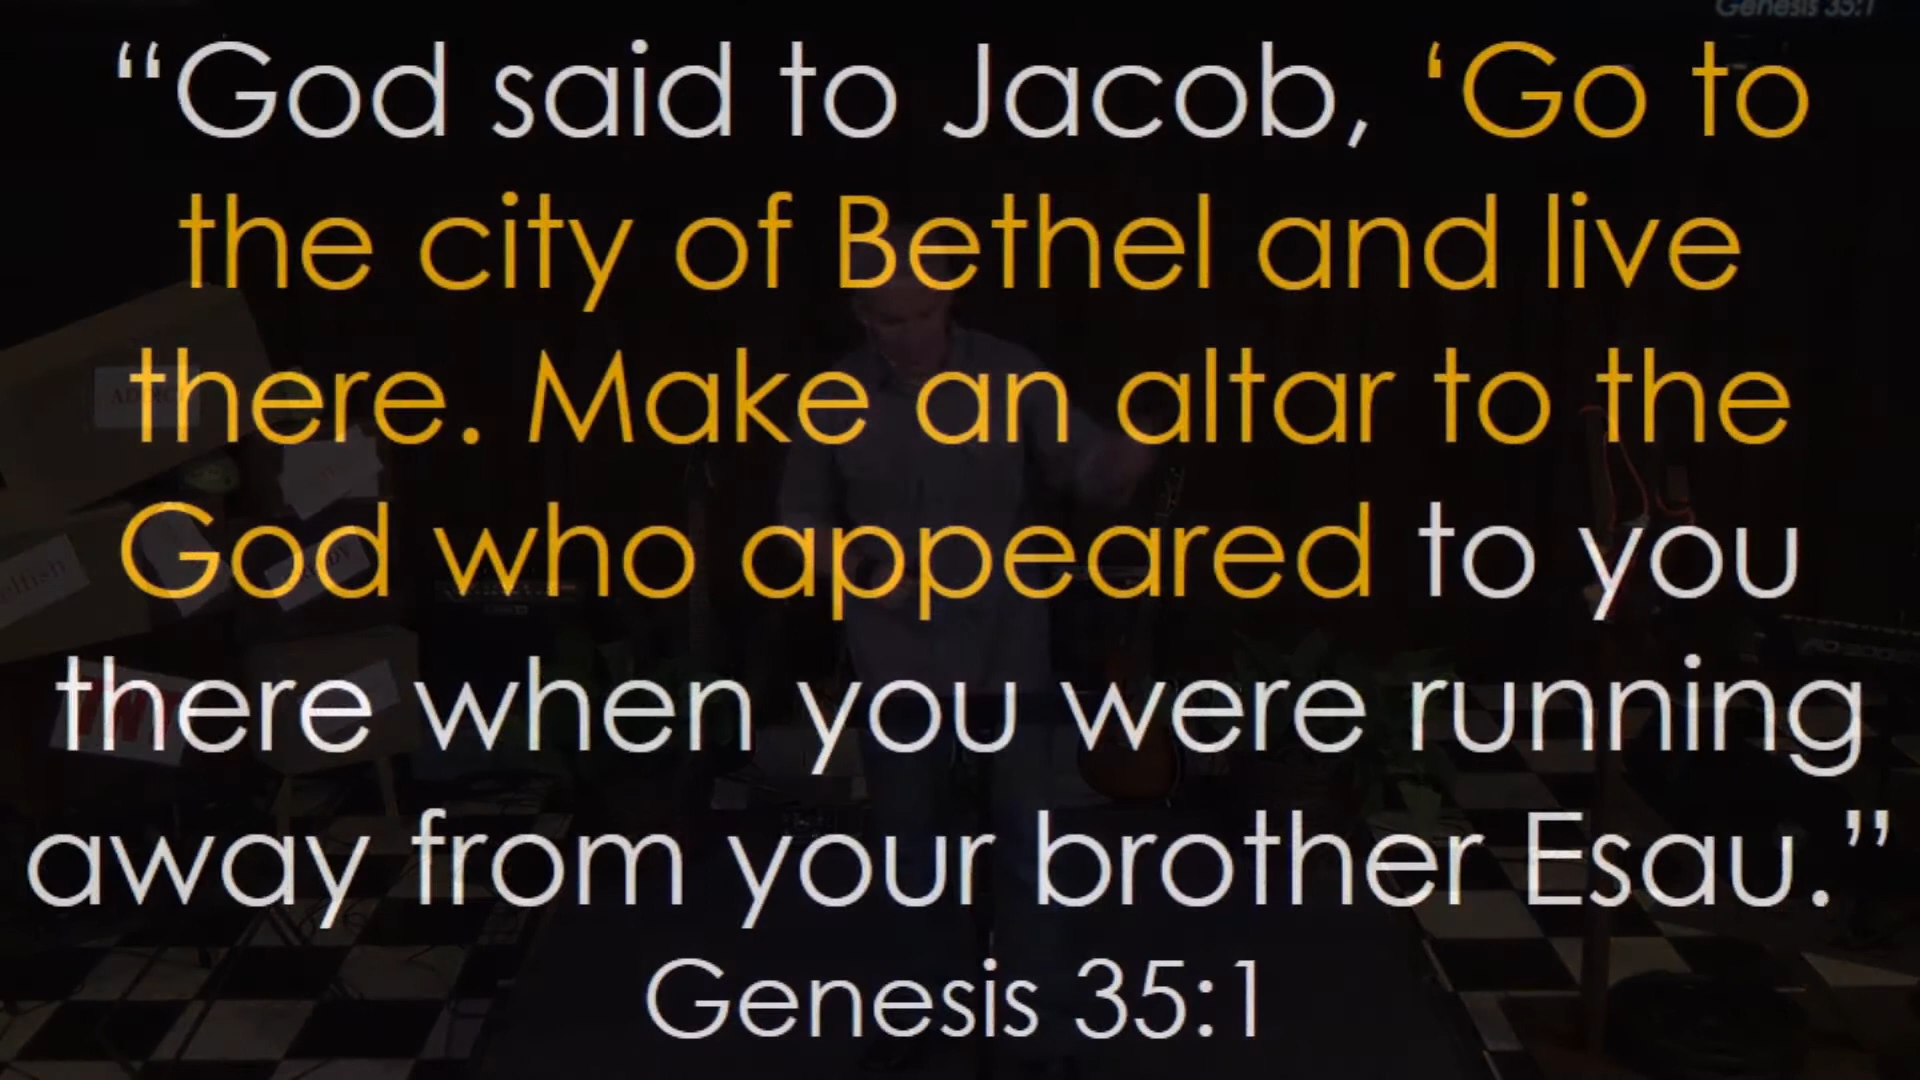 Genesis 35:1
“God said to Jacob, ‘Go to
the city of Bethel and live
there. Make an altar to the
God who appeared to you
there when you were running
away from your brother Esau.”
Genesis 35:1
elfish